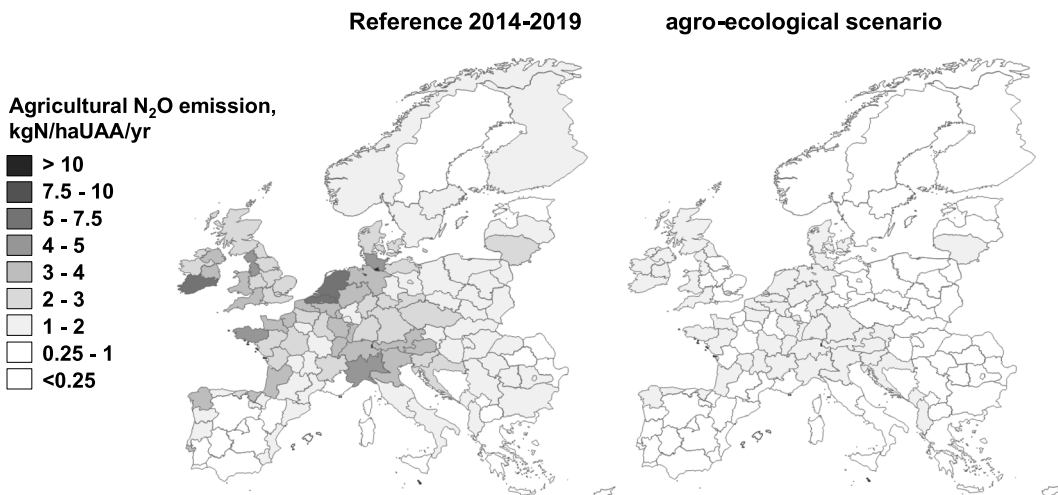 Reference 2014-2019
agro-ecological scenario
Agricultural N₂O emission,
kgN/haUAA/yr
> 10
7.5 - 10
5 - 7.5
4 - 5
3 - 4
2 - 3
1 - 2
0.25 - 1
<0.25